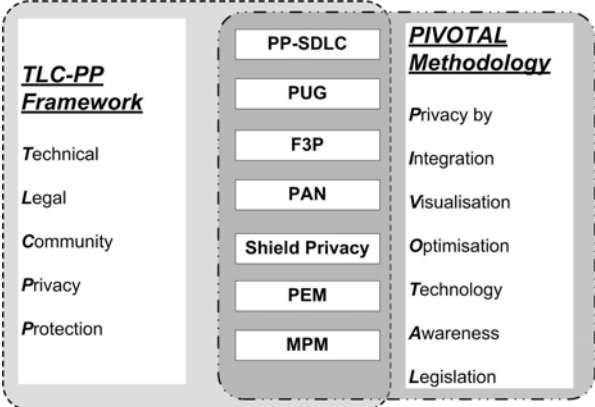 TLC-PP
Framework
Technical
Legal
Community
Privacy
Protection
PP-SDLC
PUG
F3P
PAN
Shield Privacy
PEM
MPM
PIVOTAL
Methodology
Privacy by
Integration
Visualisation
Optimisation
Technology
Awareness
Legislation